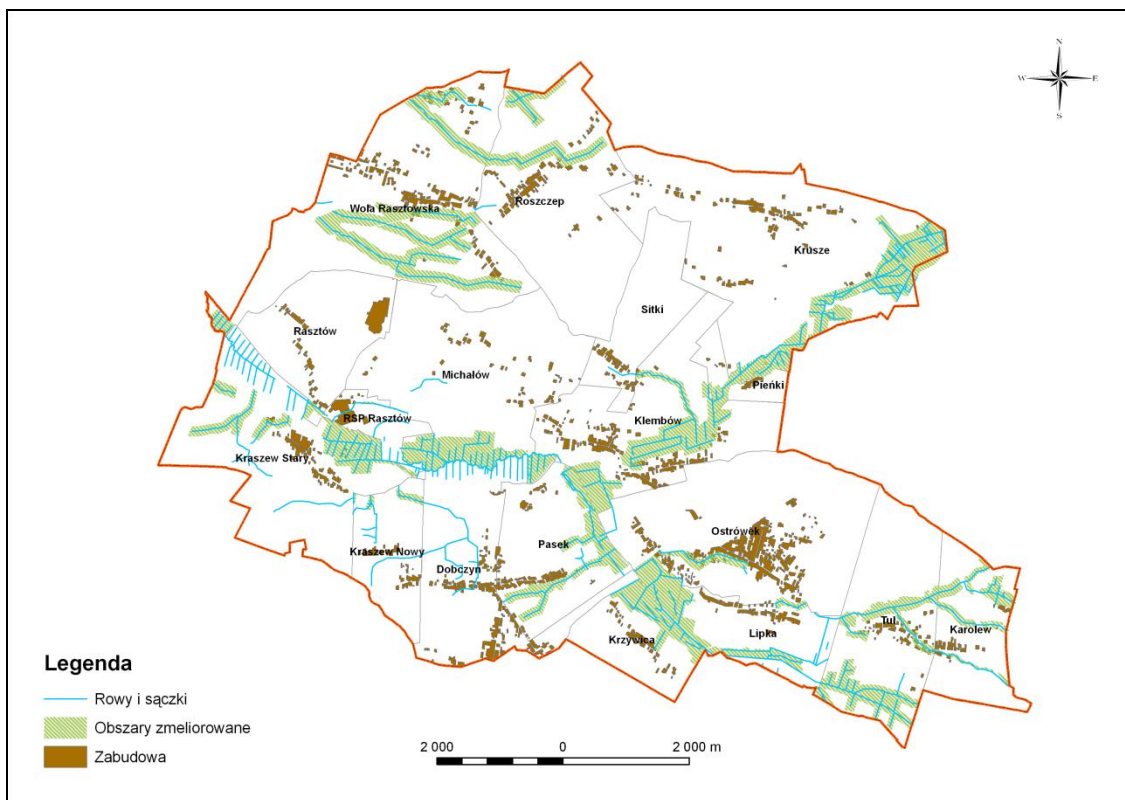 N
W E
S
Roszczep
Wola Rasztowska
Krusze
Sitki
Rasztów
Michałów
Pieńki
RSP Rasztów
Klembów
Kraszew Stary
Ostrówek
Pasek
Kraszew Nowy
Dobczyn
Tul
Karolew
Lipka
Krzywica
Legenda
Rowy i sączki
Obszary zmeliorowane
Zabudowa
2 000 0 2 000 m